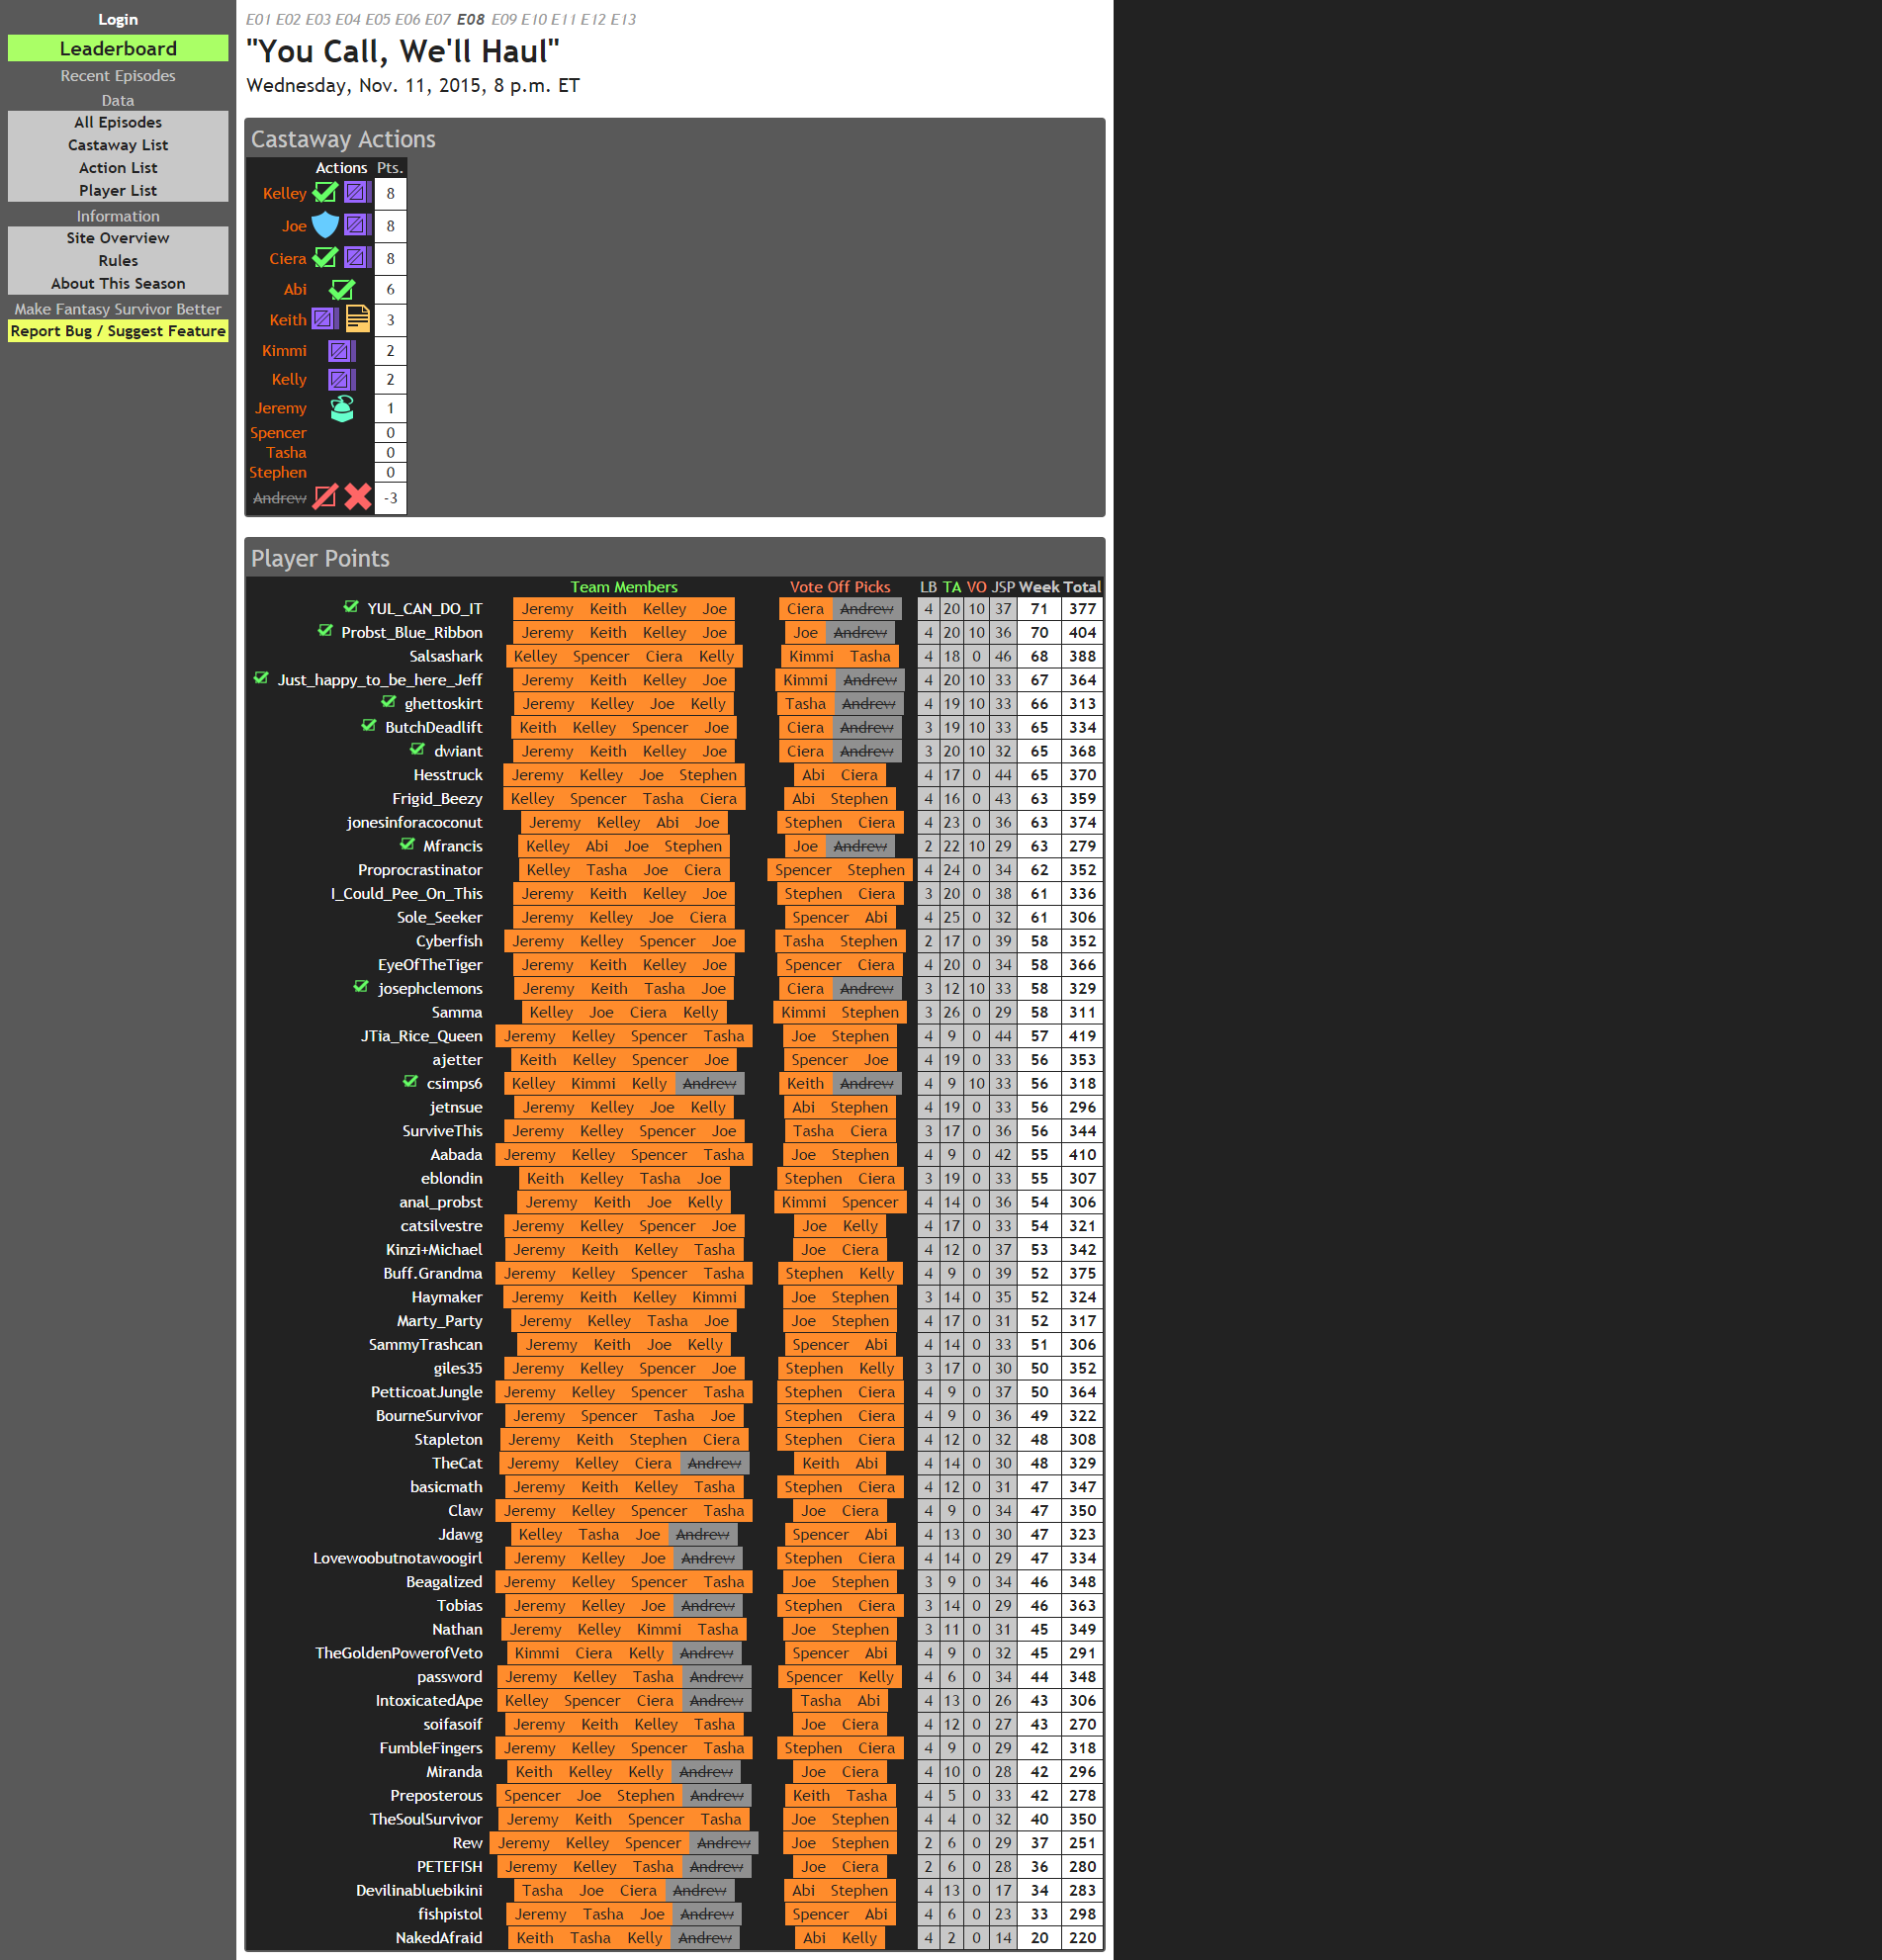 Login
Leaderboard
Recent Episodes
Data
All Episodes
Castaway List
Action List
Player List
Information
Site Overview
Rules
About This Season
Make Fantasy Survivor Better
Report Bug / Suggest Feature
E01 E02 E03 E04 E05 E06 E07 E08 E09 E10 E11 E12 E13
"You Call, We'll Haul"
Wednesday, Nov. 11, 2015, 8 p.m. ET
Castaway Actions
Actions Pts.
Kelley 8
Joe 8
Ciera 8
Abi 6
Keith 3
Kimmi 2
Kelly 2
Jeremy 1
Spencer 0
Tasha 0
Stephen 0
Andrew -3
Player Points
Team Members Vote Off Picks LB TA VO JSP Week Total
YUL_CAN_DO_IT Jeremy Keith Kelley Joe Ciera Andrew 4 20 10 37 71 377
Probst_Blue_Ribbon Jeremy Keith Kelley Joe Joe Andrew 4 20 10 36 70 404
Salsashark Kelley Spencer Ciera Kelly Kimmi Tasha 4 18 0 46 68 388
Just_happy_to_be_here_Jeff Jeremy Keith Kelley Joe Kimmi Andrew 4 20 10 33 67 364
ghettoskirt Jeremy Kelley Joe Kelly Tasha Andrew 4 19 10 33 66 313
ButchDeadlift Keith Kelley Spencer Joe Ciera Andrew 3 19 10 33 65 334
dwiant Jeremy Keith Kelley Joe Ciera Andrew 3 20 10 32 65 368
Hesstruck Jeremy Kelley Joe Stephen Abi Ciera 4 17 0 44 65 370
Frigid_Beezy Kelley Spencer Tasha Ciera Abi Stephen 4 16 0 43 63 359
jonesinforacoconut Jeremy Kelley Abi Joe Stephen Ciera 4 23 0 36 63 374
Mfrancis Kelley Abi Joe Stephen Joe Andrew 2 22 10 29 63 279
Proprocrastinator Kelley Tasha Joe Ciera Spencer Stephen 4 24 0 34 62 352
I_Could_Pee_On_This Jeremy Keith Kelley Joe Stephen Ciera 3 20 0 38 61 336
Sole_Seeker Jeremy Kelley Joe Ciera Spencer Abi 4 25 0 32 61 306
Cyberfish Jeremy Kelley Spencer Joe Tasha Stephen 2 17 0 39 58 352
EyeOfTheTiger Jeremy Keith Kelley Joe Spencer Ciera 4 20 0 34 58 366
josephclemons Jeremy Keith Tasha Joe Ciera Andrew 3 12 10 33 58 329
Samma Kelley Joe Ciera Kelly Kimmi Stephen 3 26 0 29 58 311
JTia_Rice_Queen Jeremy Kelley Spencer Tasha Joe Stephen 4 9 0 44 57 419
ajetter Keith Kelley Spencer Joe Spencer Joe 4 19 0 33 56 353
csimps6 Kelley Kimmi Kelly Andrew Keith Andrew 4 9 10 33 56 318
jetnsue Jeremy Kelley Joe Kelly Abi Stephen 4 19 0 33 56 296
SurviveThis Jeremy Kelley Spencer Joe Tasha Ciera 3 17 0 36 56 344
Aabada Jeremy Kelley Spencer Tasha Joe Stephen 4 9 0 42 55 410
eblondin Keith Kelley Tasha Joe Stephen Ciera 3 19 0 33 55 307
anal_probst Jeremy Keith Joe Kelly Kimmi Spencer 4 14 0 36 54 306
catsilvestre Jeremy Kelley Spencer Joe Joe Kelly 4 17 0 33 54 321
Kinzi+Michael Jeremy Keith Kelley Tasha Joe Ciera 4 12 0 37 53 342
Buff.Grandma Jeremy Kelley Spencer Tasha Stephen Kelly 4 9 0 39 52 375
Haymaker Jeremy Keith Kelley Kimmi Joe Stephen 3 14 0 35 52 324
Marty_Party Jeremy Kelley Tasha Joe Joe Stephen 4 17 0 31 52 317
SammyTrashcan Jeremy Keith Joe Kelly Spencer Abi 4 14 0 33 51 306
giles35 Jeremy Kelley Spencer Joe Stephen Kelly 3 17 0 30 50 352
PetticoatJungle Jeremy Kelley Spencer Tasha Stephen Ciera 4 9 0 37 50 364
BourneSurvivor Jeremy Spencer Tasha Joe Stephen Ciera 4 9 0 36 49 322
Stapleton Jeremy Keith Stephen Ciera Stephen Ciera 4 12 0 32 48 308
TheCat Jeremy Kelley Ciera Andrew Keith Abi 4 14 0 30 48 329
basicmath Jeremy Keith Kelley Tasha Stephen Ciera 4 12 0 31 47 347
Claw Jeremy Kelley Spencer Tasha Joe Ciera 4 9 0 34 47 350
Jdawg Kelley Tasha Joe Andrew Spencer Abi 4 13 0 30 47 323
Lovewoobutnotawoogirl Jeremy Kelley Joe Andrew Stephen Ciera 4 14 0 29 47 334
Beagalized Jeremy Kelley Spencer Tasha Joe Stephen 3 9 0 34 46 348
Tobias Jeremy Kelley Joe Andrew Stephen Ciera 3 14 0 29 46 363
Nathan Jeremy Kelley Kimmi Tasha Joe Stephen 3 11 0 31 45 349
TheGoldenPowerofVeto Kimmi Ciera Kelly Andrew Spencer Abi 4 9 0 32 45 291
password Jeremy Kelley Tasha Andrew Spencer Kelly 4 6 0 34 44 348
IntoxicatedApe Kelley Spencer Ciera Andrew Tasha Abi 4 13 0 26 43 306
soifasoif Jeremy Keith Kelley Tasha Joe Ciera 4 12 0 27 43 270
FumbleFingers Jeremy Kelley Spencer Tasha Stephen Ciera 4 9 0 29 42 318
Miranda Keith Kelley Kelly Andrew Joe Ciera 4 10 0 28 42 296
Preposterous Spencer Joe Stephen Andrew Keith Tasha 4 5 0 33 42 278
TheSoulSurvivor Jeremy Keith Spencer Tasha Joe Stephen 4 4 0 32 40 350
Rew Jeremy Kelley Spencer Andrew Joe Stephen 2 6 0 29 37 251
PETEFISH Jeremy Kelley Tasha Andrew Joe Ciera 2 6 0 28 36 280
Devilinabluebikini Tasha Joe Ciera Andrew Abi Stephen 4 13 0 17 34 283
fishpistol Jeremy Tasha Joe Andrew Spencer Abi 4 6 0 23 33 298
NakedAfraid Keith Tasha Kelly Andrew Abi Kelly 4 2 0 14 20 220